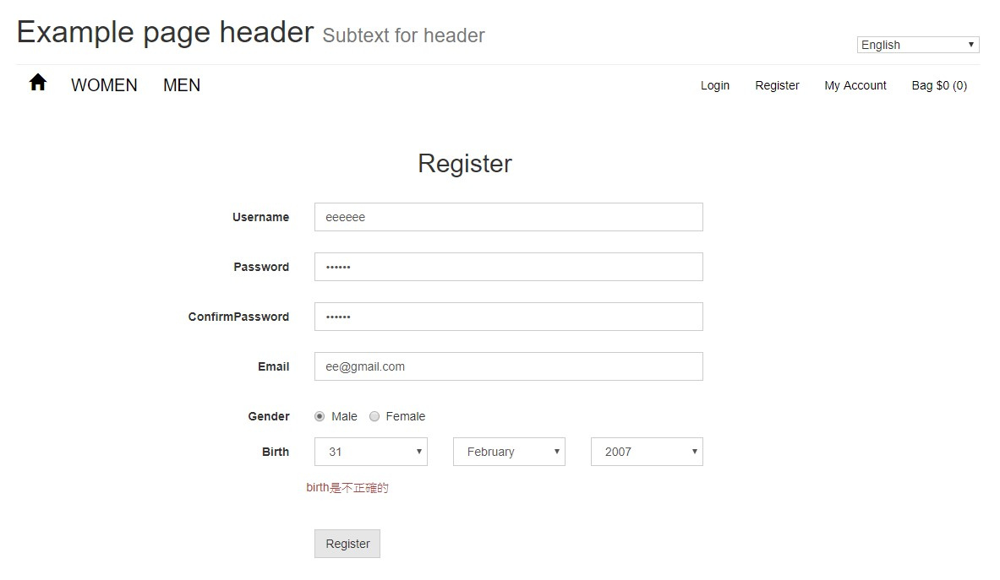 Example page header Subtext for header
English
WOMEN MEN Login Register My Account Bag $0 (0)
Register
Username eeeeee
Password ••••••
ConfirmPassword ••••••
Email ee@gmail.com
Gender Male Female
Birth 31 February 2007
birth是不正確的
Register